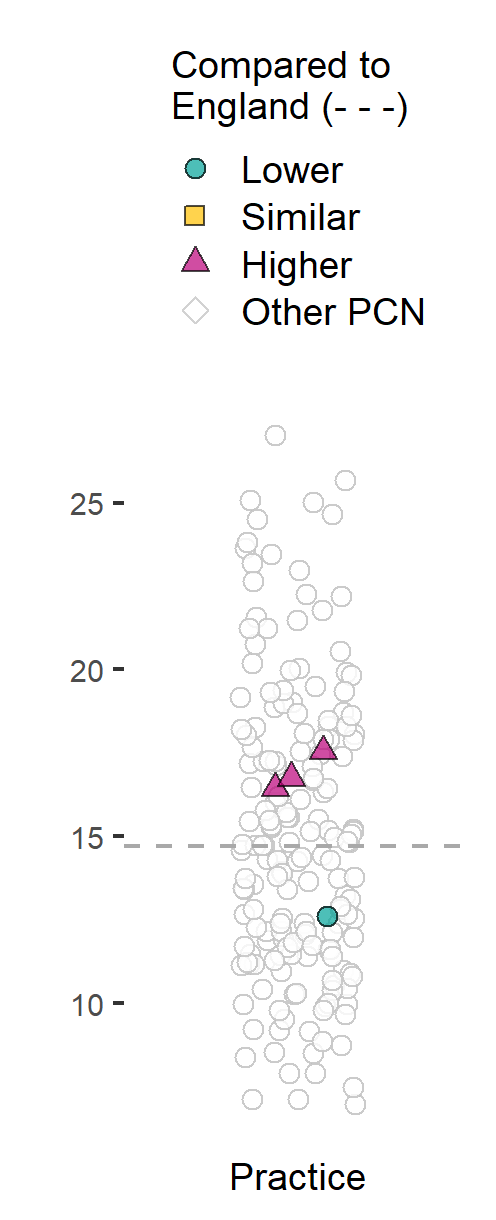 Compared to
England (- - -)
Lower
Similar
Higher
Other PCN
25
20
15
10
Practice